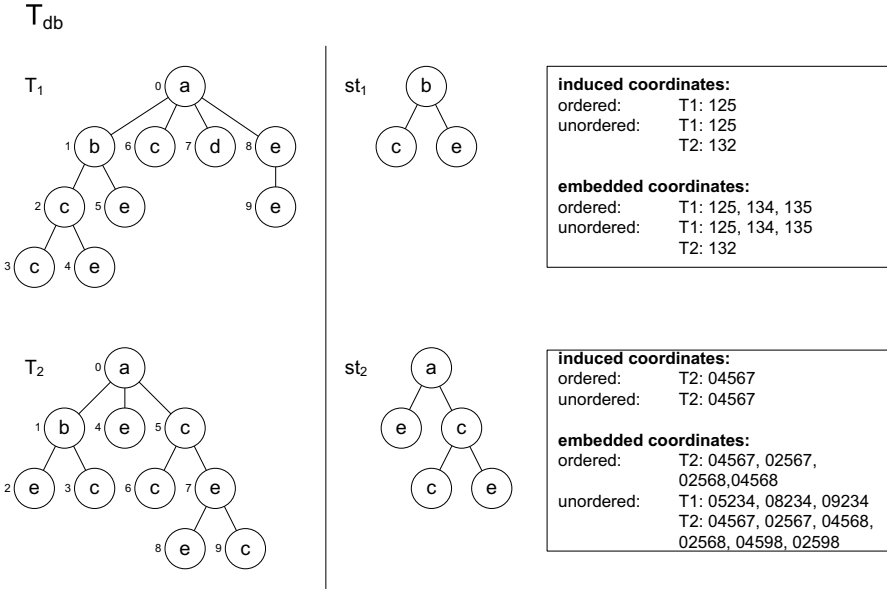 T_db
T_1
0 a
1 b 6 c 7 d 8 e
2 c 5 e 9 e
3 c 4 e
st_1
b
c e
induced coordinates:
ordered: T1: 125
unordered: T1: 125
T2: 132
embedded coordinates:
ordered: T1: 125, 134, 135
unordered: T1: 125, 134, 135
T2: 132
T_2
0 a
1 b 4 e 5 c
2 e 3 c 6 c 7 e
8 e 9 c
st_2
a
e c
c e
induced coordinates:
ordered: T2: 04567
unordered: T2: 04567
embedded coordinates:
ordered: T2: 04567, 02567,
02568,04568
unordered: T1: 05234, 08234, 09234
T2: 04567, 02567, 04568,
02568, 04598, 02598